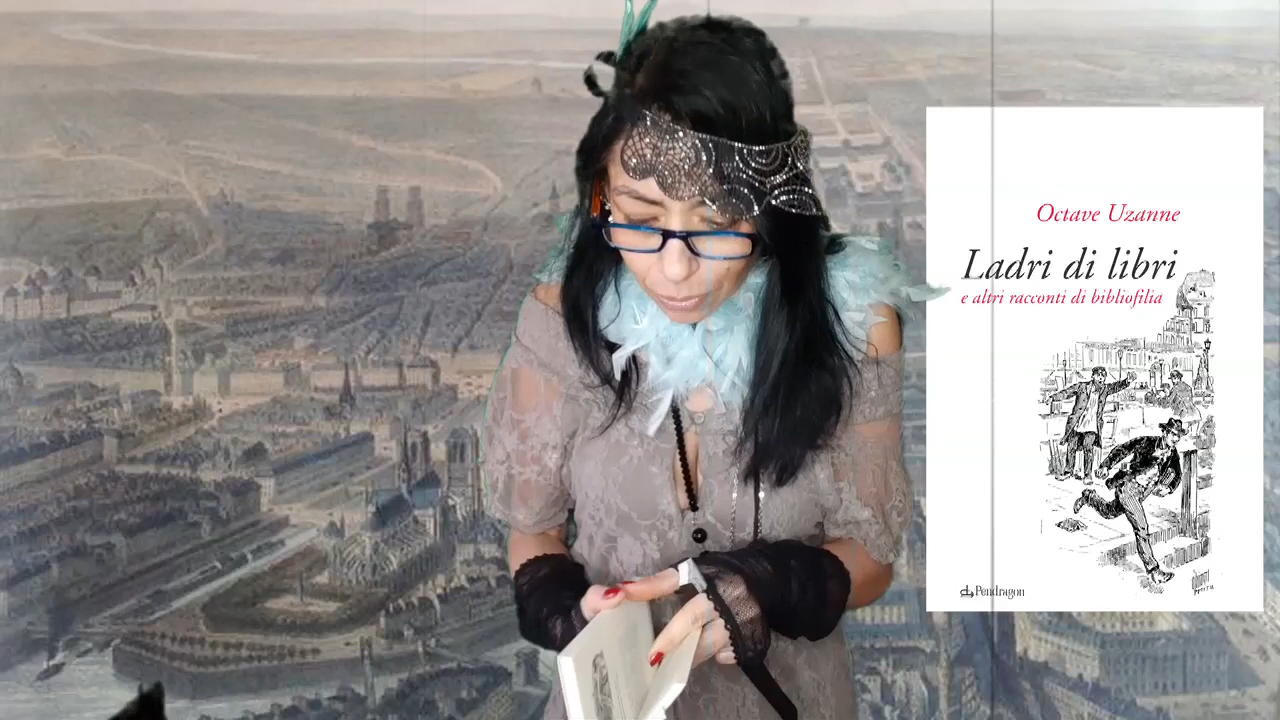 Octave Uzanne
Ladri di libri
e altri racconti di bibliofilia
Pendragon